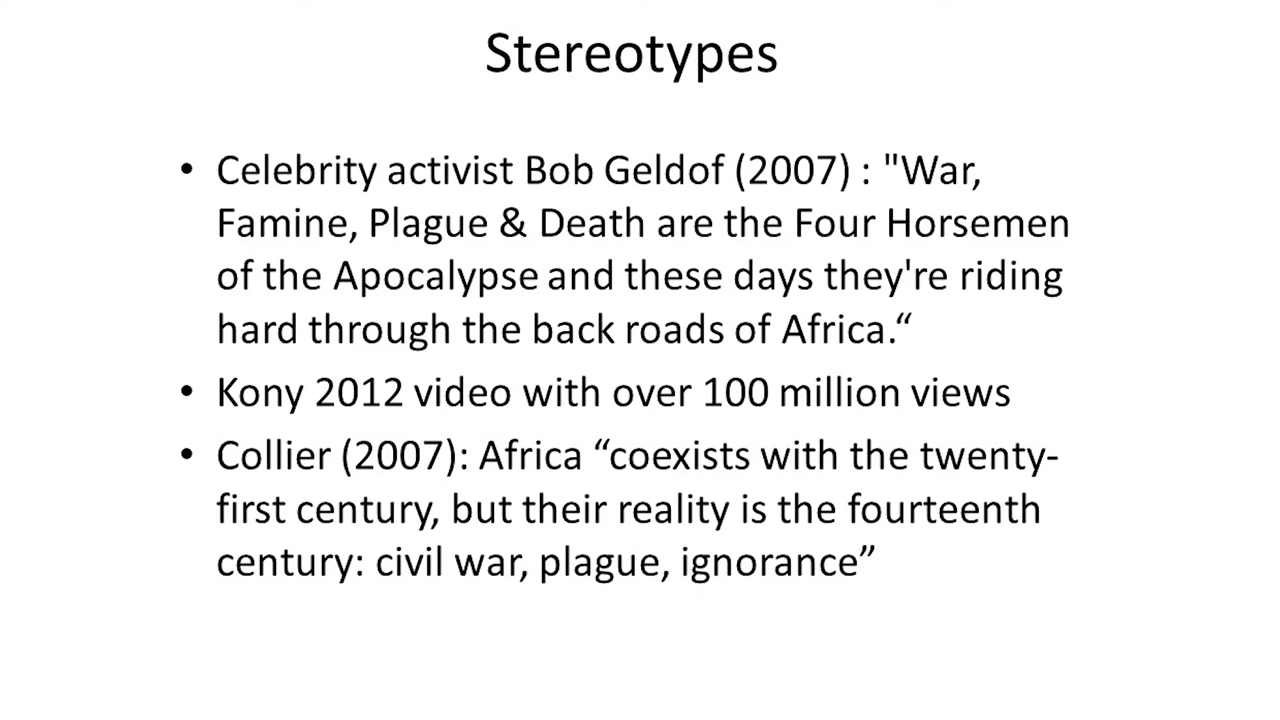 Stereotypes
• Celebrity activist Bob Geldof (2007) : "War,
Famine, Plague & Death are the Four Horsemen
of the Apocalypse and these days they're riding
hard through the back roads of Africa.“
• Kony 2012 video with over 100 million views
• Collier (2007): Africa “coexists with the twenty-
first century, but their reality is the fourteenth
century: civil war, plague, ignorance”